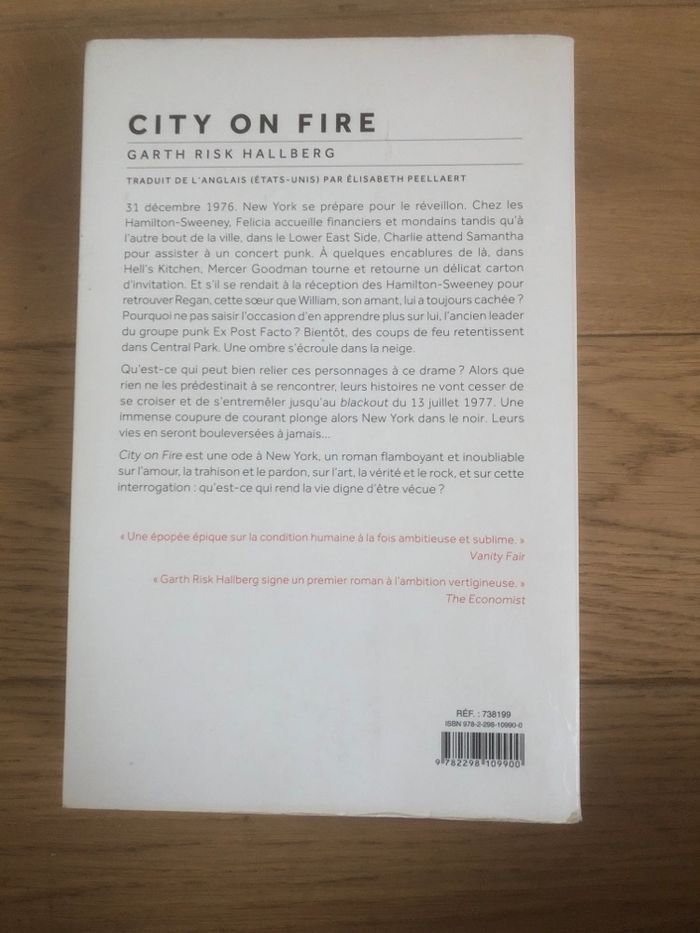 CITY ON FIRE
GARTH RISK HALLBERG
TRADUIT DE L'ANGLAIS (ÉTATS-UNIS) PAR ÉLISABETH PEELLAERT
31 décembre 1976. New York se prépare pour le réveillon. Chez les
Hamilton-Sweeney, Felicia accueille financiers et mondains tandis qu'à
l'autre bout de la ville, dans le Lower East Side, Charlie attend Samantha
pour assister à un concert punk. À quelques encablures de là, dans
Hell's Kitchen, Mercer Goodman tourne et retourne un délicat carton
d'invitation. Et s'il se rendait à la réception des Hamilton-Sweeney pour
retrouver Regan, cette sœur que William, son amant, lui a toujours cachée ?
Pourquoi ne pas saisir l'occasion d'en apprendre plus sur lui, l'ancien leader
du groupe punk Ex Post Facto ? Bientôt, des coups de feu retentissent
dans Central Park. Une ombre s'écroule dans la neige.
Qu'est-ce qui peut bien relier ces personnages à ce drame ? Alors que
rien ne les prédestinait à se rencontrer, leurs histoires ne vont cesser de
se croiser et de s'entremêler jusqu'au blackout du 13 juillet 1977. Une
immense coupure de courant plonge alors New York dans le noir. Leurs
vies en seront bouleversées à jamais...
City on Fire est une ode à New York, un roman flamboyant et inoubliable
sur l'amour, la trahison et le pardon, sur l'art, la vérité et le rock, et sur cette
interrogation : qu'est-ce qui rend la vie digne d'être vécue ?
« Une épopée épique sur la condition humaine à la fois ambitieuse et sublime. »
Vanity Fair
« Garth Risk Hallberg signe un premier roman à l'ambition vertigineuse. »
The Economist
RÉF. : 738199
ISBN 978-2-298-10990-0
9 782298 109900